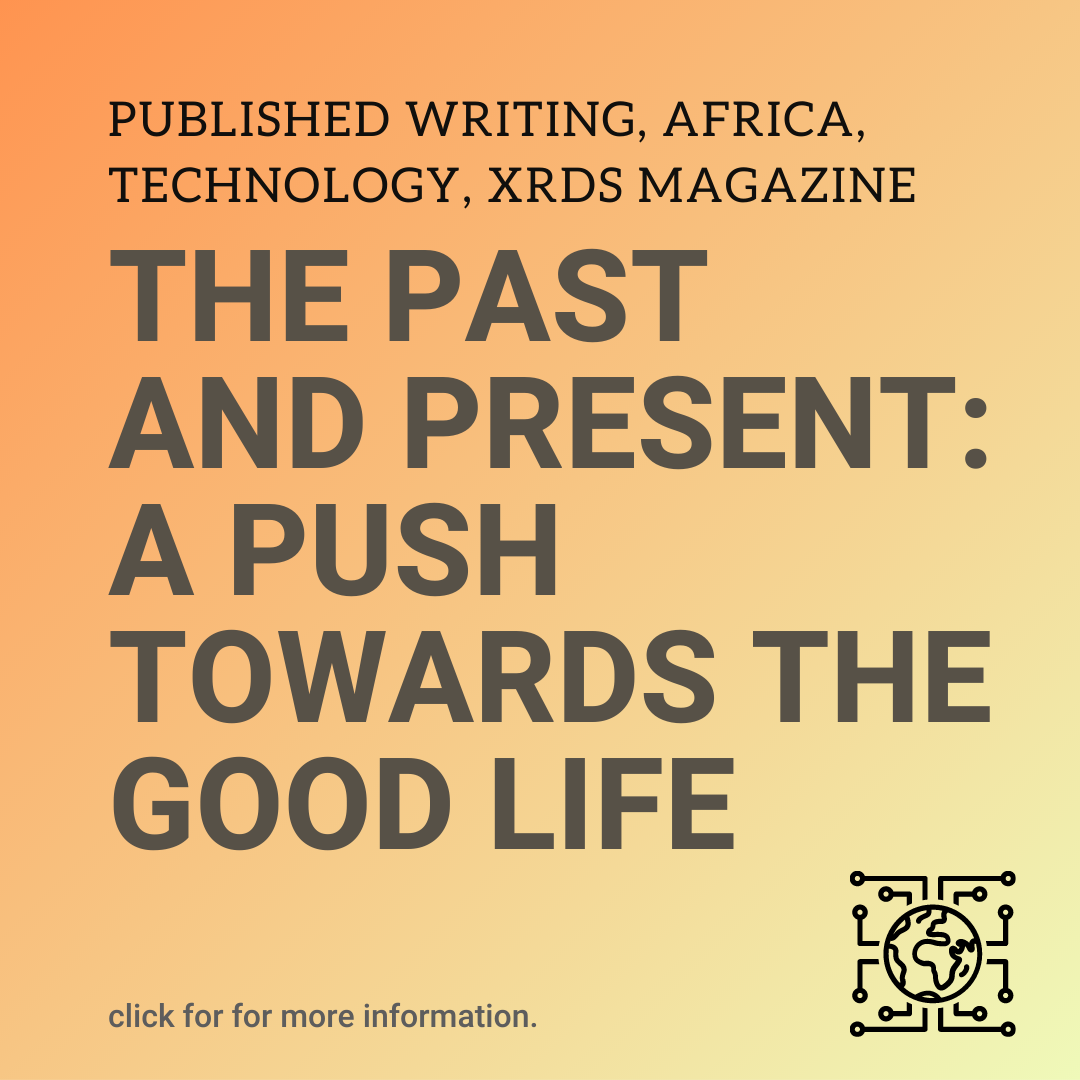 PUBLISHED WRITING, AFRICA,
TECHNOLOGY, XRDS MAGAZINE
THE PAST
AND PRESENT:
A PUSH
TOWARDS THE
GOOD LIFE
click for for more information.